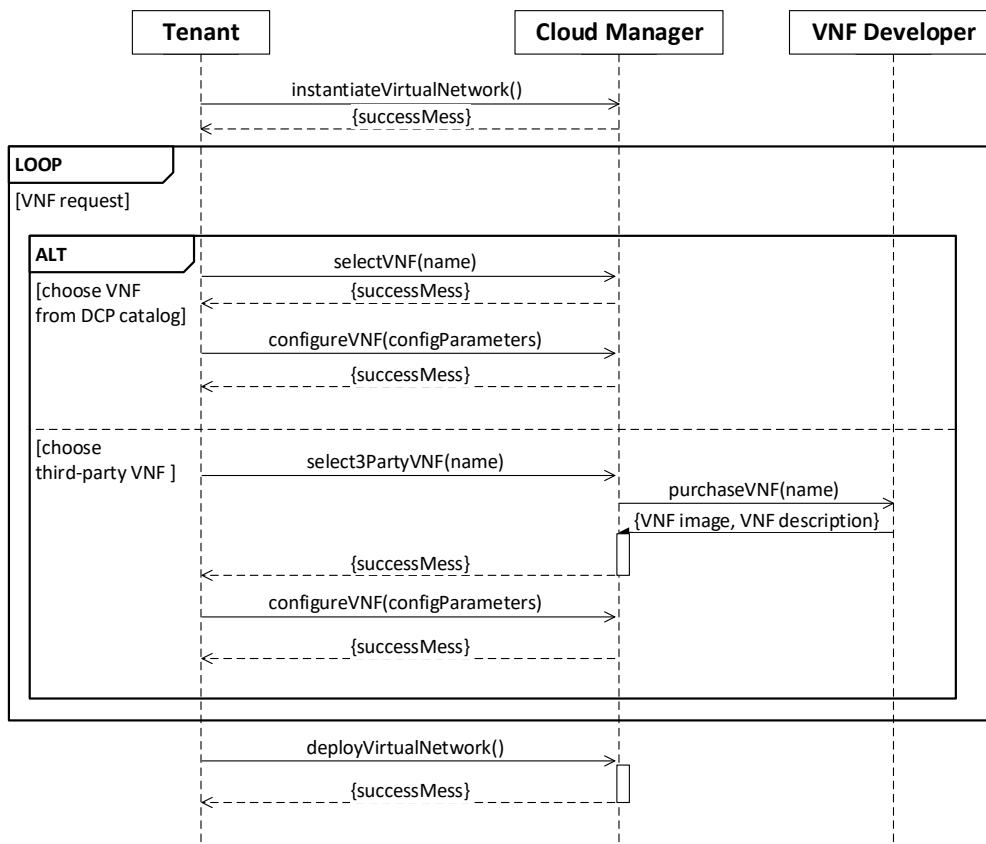 Tenant
Cloud Manager
VNF Developer
instantiateVirtualNetwork()
{successMess}
LOOP
[VNF request]
ALT
selectVNF(name)
[choose VNF
{successMess}
from DCP catalog]
configureVNF(configParameters)
{successMess}
[choose
third-party VNF ]
select3PartyVNF(name)
purchaseVNF(name)
{VNF image, VNF description}
{successMess}
configureVNF(configParameters)
{successMess}
deployVirtualNetwork()
{successMess}